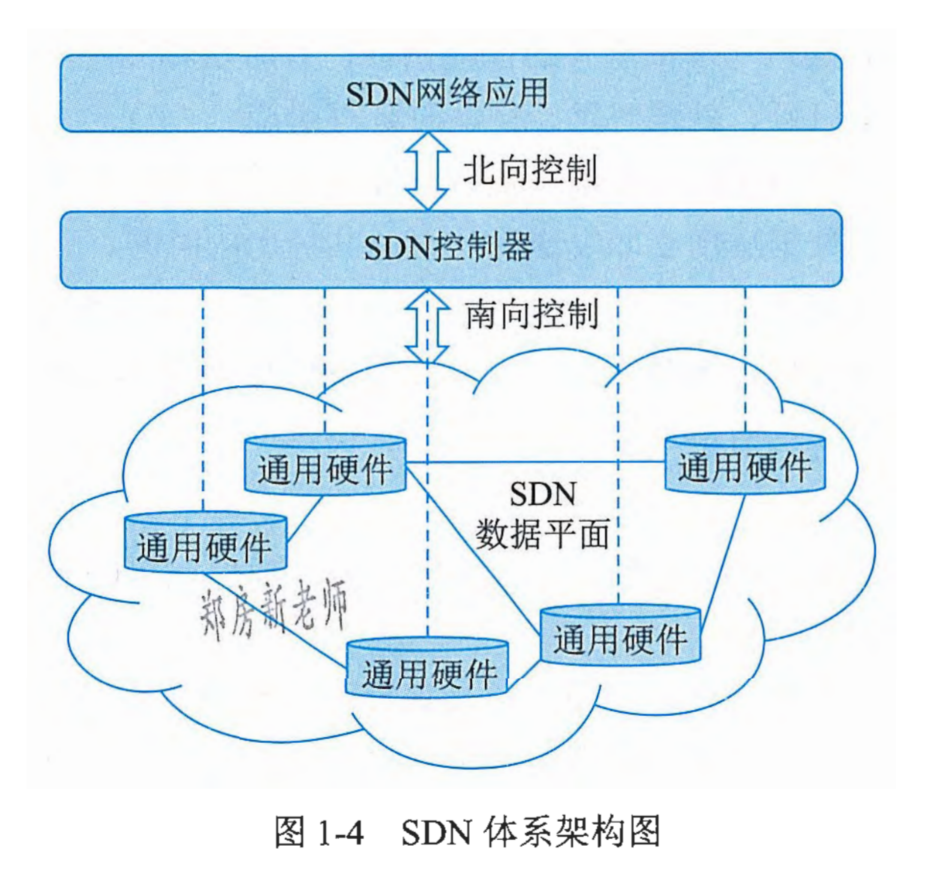 SDN网络应用
北向控制
SDN控制器
南向控制
通用硬件
通用硬件
SDN
数据平面
通用硬件
郑房新老师
通用硬件
通用硬件
图 1-4 SDN 体系架构图